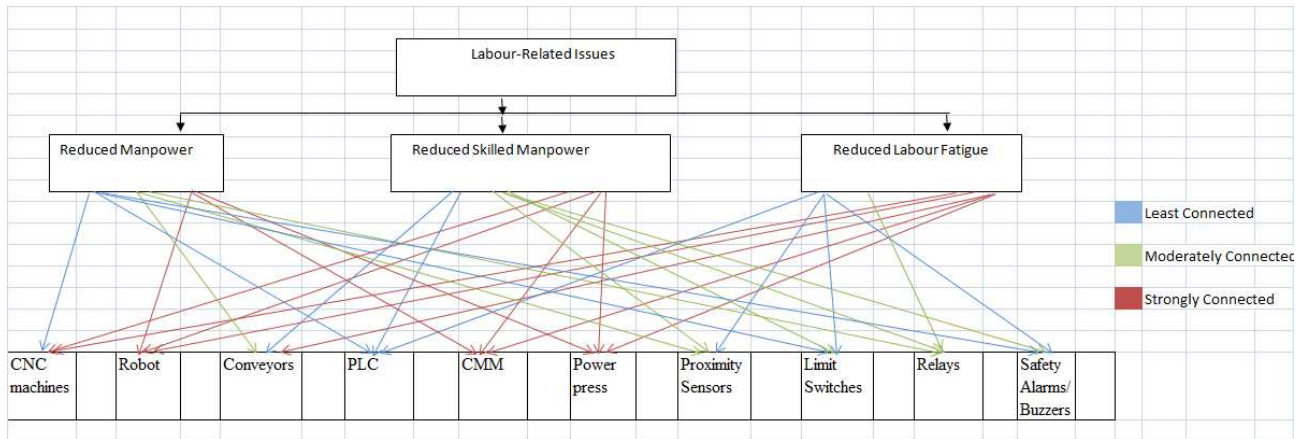 Labour-Related Issues
Reduced Manpower
Reduced Skilled Manpower
Reduced Labour Fatigue
Least Connected
Moderately Connected
Strongly Connected
CNC
machines
Robot
Conveyors
PLC
CMM
Power
press
Proximity
Sensors
Limit
Switches
Relays
Safety
Alarms/
Buzzers